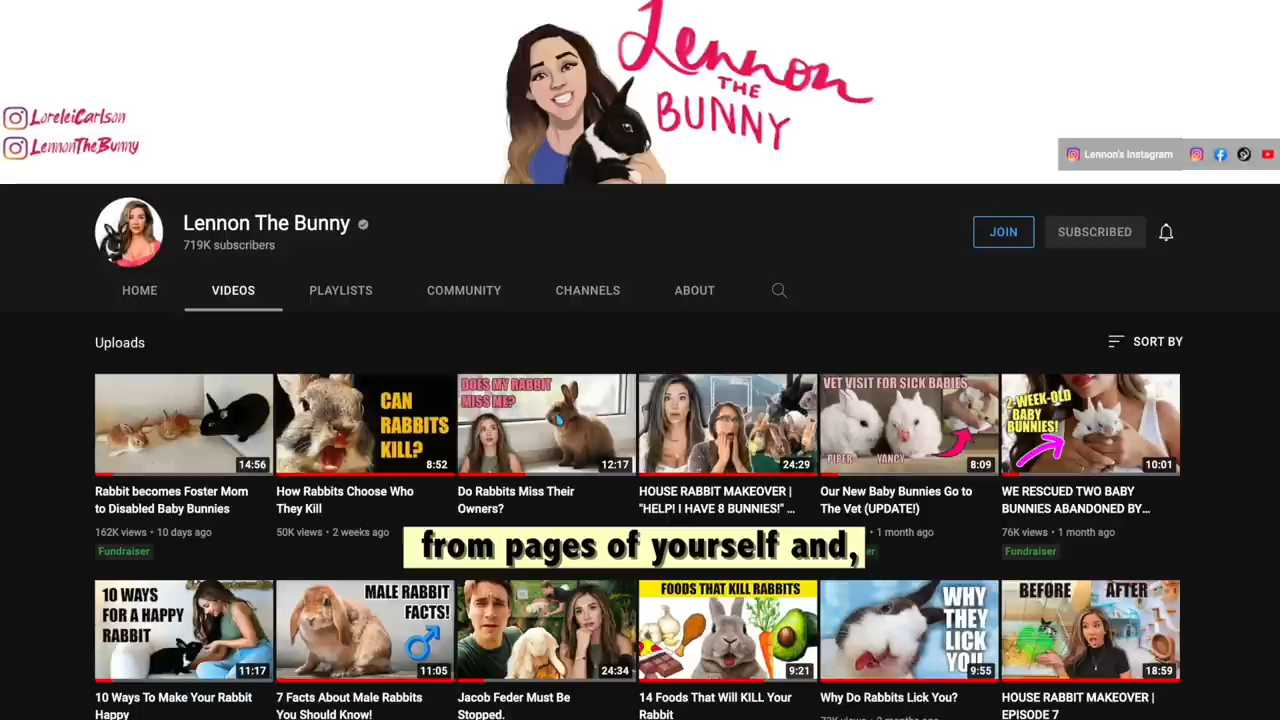 Lennon
THE
BUNNY
LoreleiCarlson
LennonTheBunny
Lennon's Instagram
Lennon The Bunny
719K subscribers
JOIN
SUBSCRIBED
HOME
VIDEOS
PLAYLISTS
COMMUNITY
CHANNELS
ABOUT
Uploads
SORT BY
14:56
CAN
RABBITS
KILL?
8:52
DOES MY RABBIT
MISS ME?
12:17
24:29
VET VISIT FOR SICK BABIES
PIPER
YANCY
8:09
2-WEEK-OLD
BABY
BUNNIES!
10:01
Rabbit becomes Foster Mom
to Disabled Baby Bunnies
162K views • 10 days ago
Fundraiser
How Rabbits Choose Who
They Kill
50K views • 2 weeks ago
Do Rabbits Miss Their
Owners?
HOUSE RABBIT MAKEOVER |
"HELP! I HAVE 8 BUNNIES!" ...
Our New Baby Bunnies Go to
The Vet (UPDATE!)
• 1 month ago
WE RESCUED TWO BABY
BUNNIES ABANDONED BY...
76K views • 1 month ago
Fundraiser
from pages of yourself and,
10 WAYS
FOR A HAPPY
RABBIT
11:17
MALE RABBIT
FACTS!
11:05
24:34
FOODS THAT KILL RABBITS
9:21
WHY
THEY
LICK
YOU
9:55
BEFORE
AFTER
18:59
10 Ways To Make Your Rabbit
Happy
7 Facts About Male Rabbits
You Should Know!
Jacob Feder Must Be
Stopped.
14 Foods That Will KILL Your
Rabbit
Why Do Rabbits Lick You?
HOUSE RABBIT MAKEOVER |
EPISODE 7